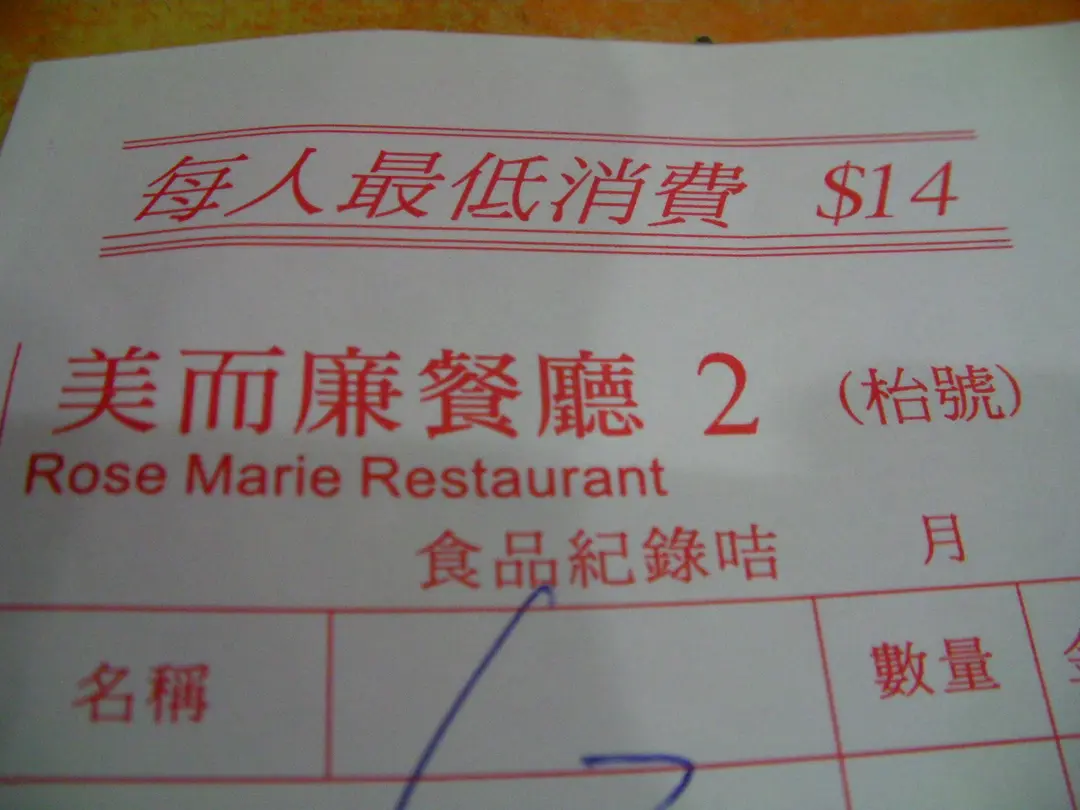 每人最低消費 $14
美而廉餐廳 2 (枱號)
Rose Marie Restaurant
食品紀錄咭 月
名稱 數量